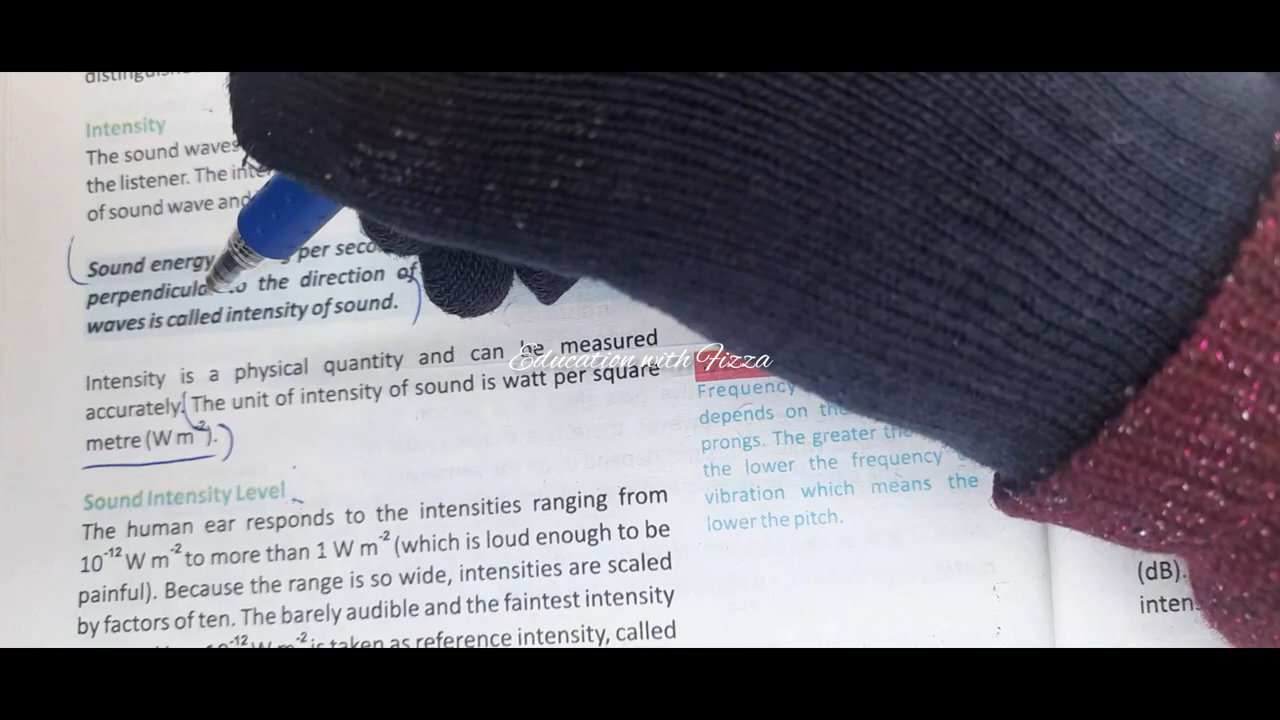 Intensity
The sound waves
the listener. The inte
of sound wave and
Sound energy per seco
perpendicula to the direction of
waves is called intensity of sound.
Intensity is a physical quantity and can be measured
accurately. The unit of intensity of sound is watt per square
metre (W m⁻²).
Sound Intensity Level
The human ear responds to the intensities ranging from
10⁻¹² W m⁻² to more than 1 W m⁻² (which is loud enough to be
painful). Because the range is so wide, intensities are scaled
by factors of ten. The barely audible and the faintest intensity
10⁻¹² W m⁻² is taken as reference intensity, called
Education with Fizza
Frequency
depends on the
prongs. The greater the
the lower the frequency
vibration which means the
lower the pitch.
(dB).
inten